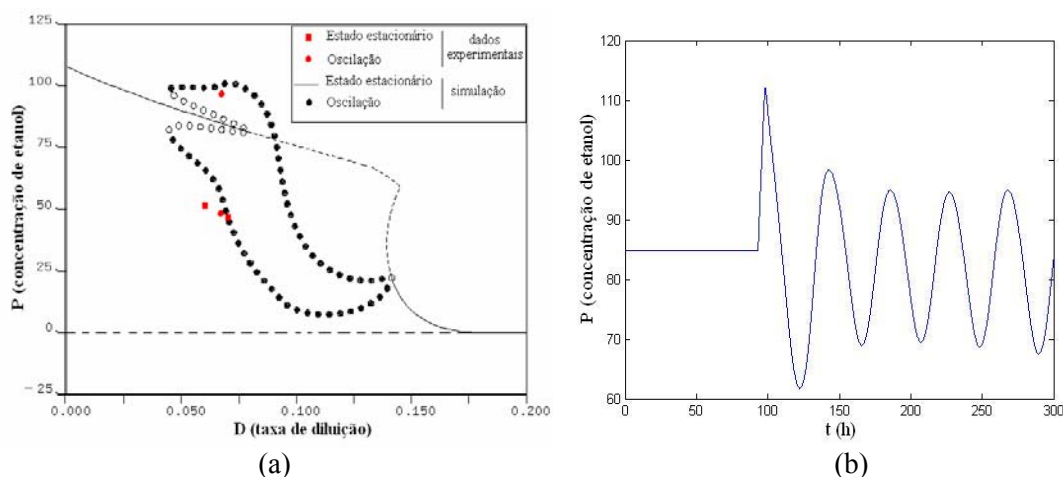 P (concentração de etanol)
125
100
75
50
25
0
-25
0.000
0.050
0.100
0.150
0.200
D (taxa de diluição)
Estado estacionário
Oscilação
dados
experimentais
Estado estacionário
Oscilação
simulação
(a)
P (concentração de etanol)
120
110
100
90
80
70
60
0
50
100
150
200
250
300
t (h)
(b)